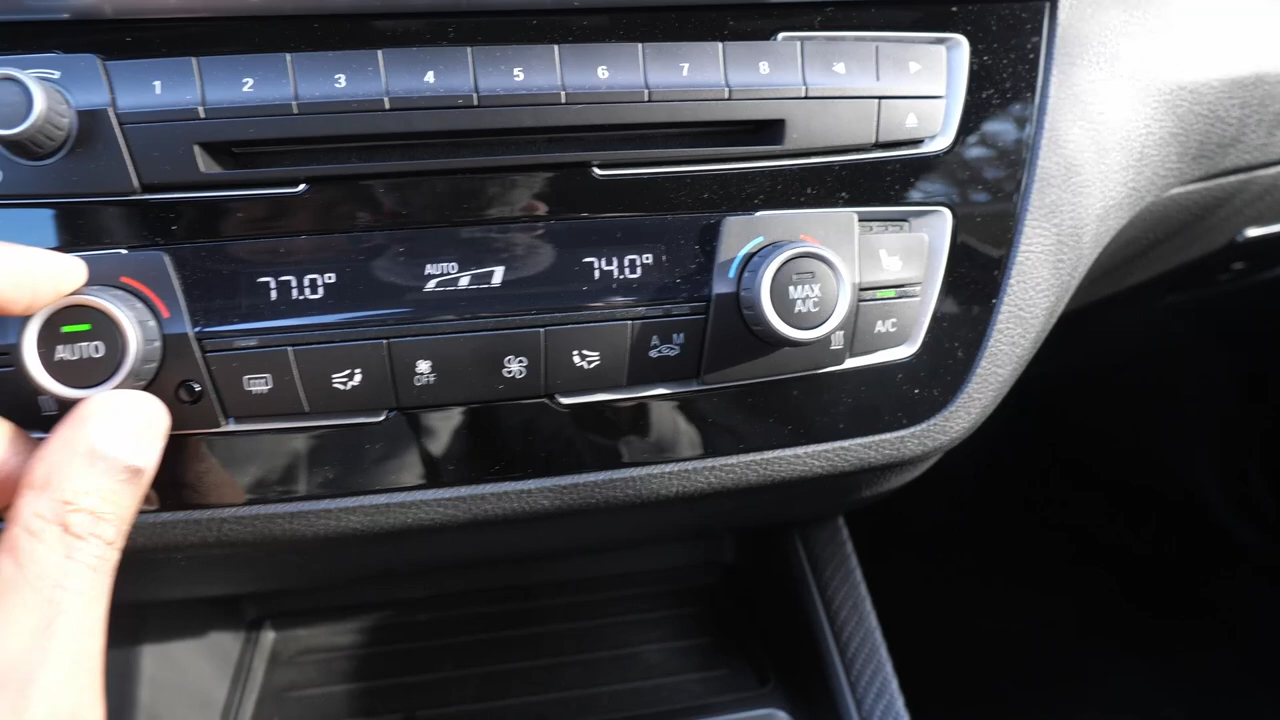 1 2 3 4 5 6 7 8
77.0° AUTO 74.0°
MAX
A/C
AUTO
A/C
OFF
A M